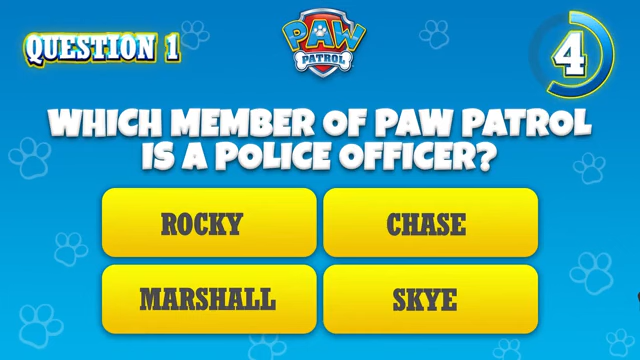 QUESTION 1
PAW
PATROL
4
WHICH MEMBER OF PAW PATROL
IS A POLICE OFFICER?
ROCKY
CHASE
MARSHALL
SKYE